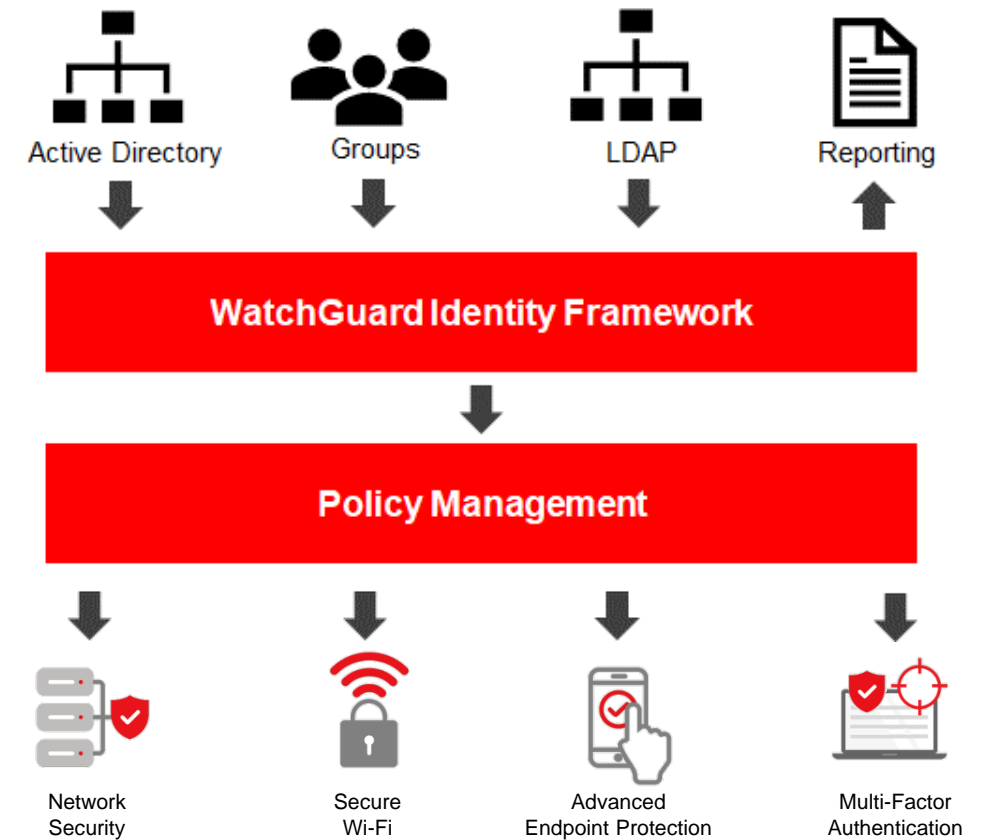 Active Directory
Groups
LDAP
Reporting
WatchGuard Identity Framework
Policy Management
Network
Security
Secure
Wi-Fi
Advanced
Endpoint Protection
Multi-Factor
Authentication